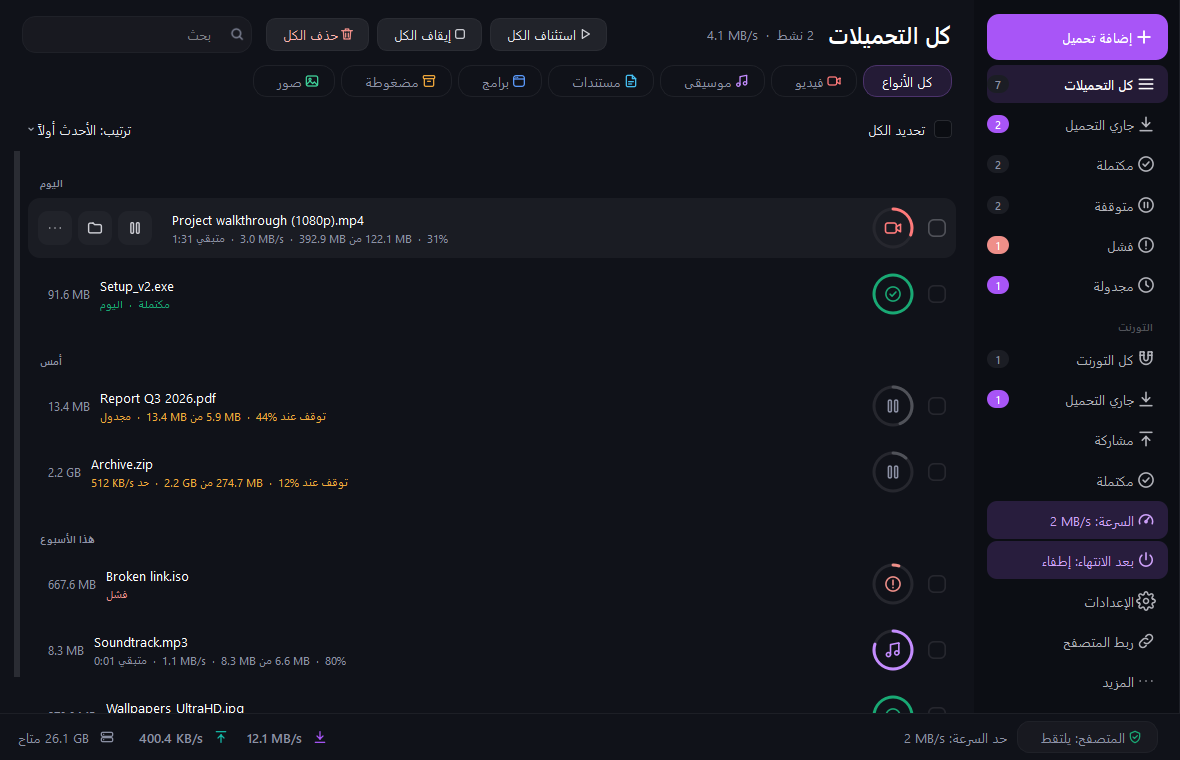 إضافة تحميل
كل التحميلات 7
جاري التحميل 2
مكتملة 2
متوقفة 2
فشل 1
مجدولة 1
التورنت
كل التورنت 1
جاري التحميل 1
مشاركة
مكتملة
السرعة: 2 MB/s
بعد الانتهاء: إطفاء
الإعدادات
ربط المتصفح
المزيد
كل التحميلات
2 نشط · 4.1 MB/s
استئناف الكل
إيقاف الكل
حذف الكل
بحث
كل الأنواع
فيديو
موسيقى
مستندات
برامج
مضغوطة
صور
تحديد الكل
ترتيب: الأحدث أولاً
اليوم
Project walkthrough (1080p).mp4
31% · 122.1 MB من 392.9 MB · 3.0 MB/s · متبقي 1:31
Setup_v2.exe
91.6 MB
مكتملة · اليوم
أمس
Report Q3 2026.pdf
13.4 MB
توقف عند 44% · 5.9 MB من 13.4 MB · مجدول
Archive.zip
2.2 GB
توقف عند 12% · 274.7 MB من 2.2 GB · حد 512 KB/s
هذا الأسبوع
Broken link.iso
667.6 MB
فشل
Soundtrack.mp3
8.3 MB
80% · 6.6 MB من 8.3 MB · 1.1 MB/s · متبقي 0:01
Wallpapers_UltraHD.jpg
المتصفح: يلتقط
حد السرعة: 2 MB/s
12.1 MB/s
400.4 KB/s
26.1 GB متاح